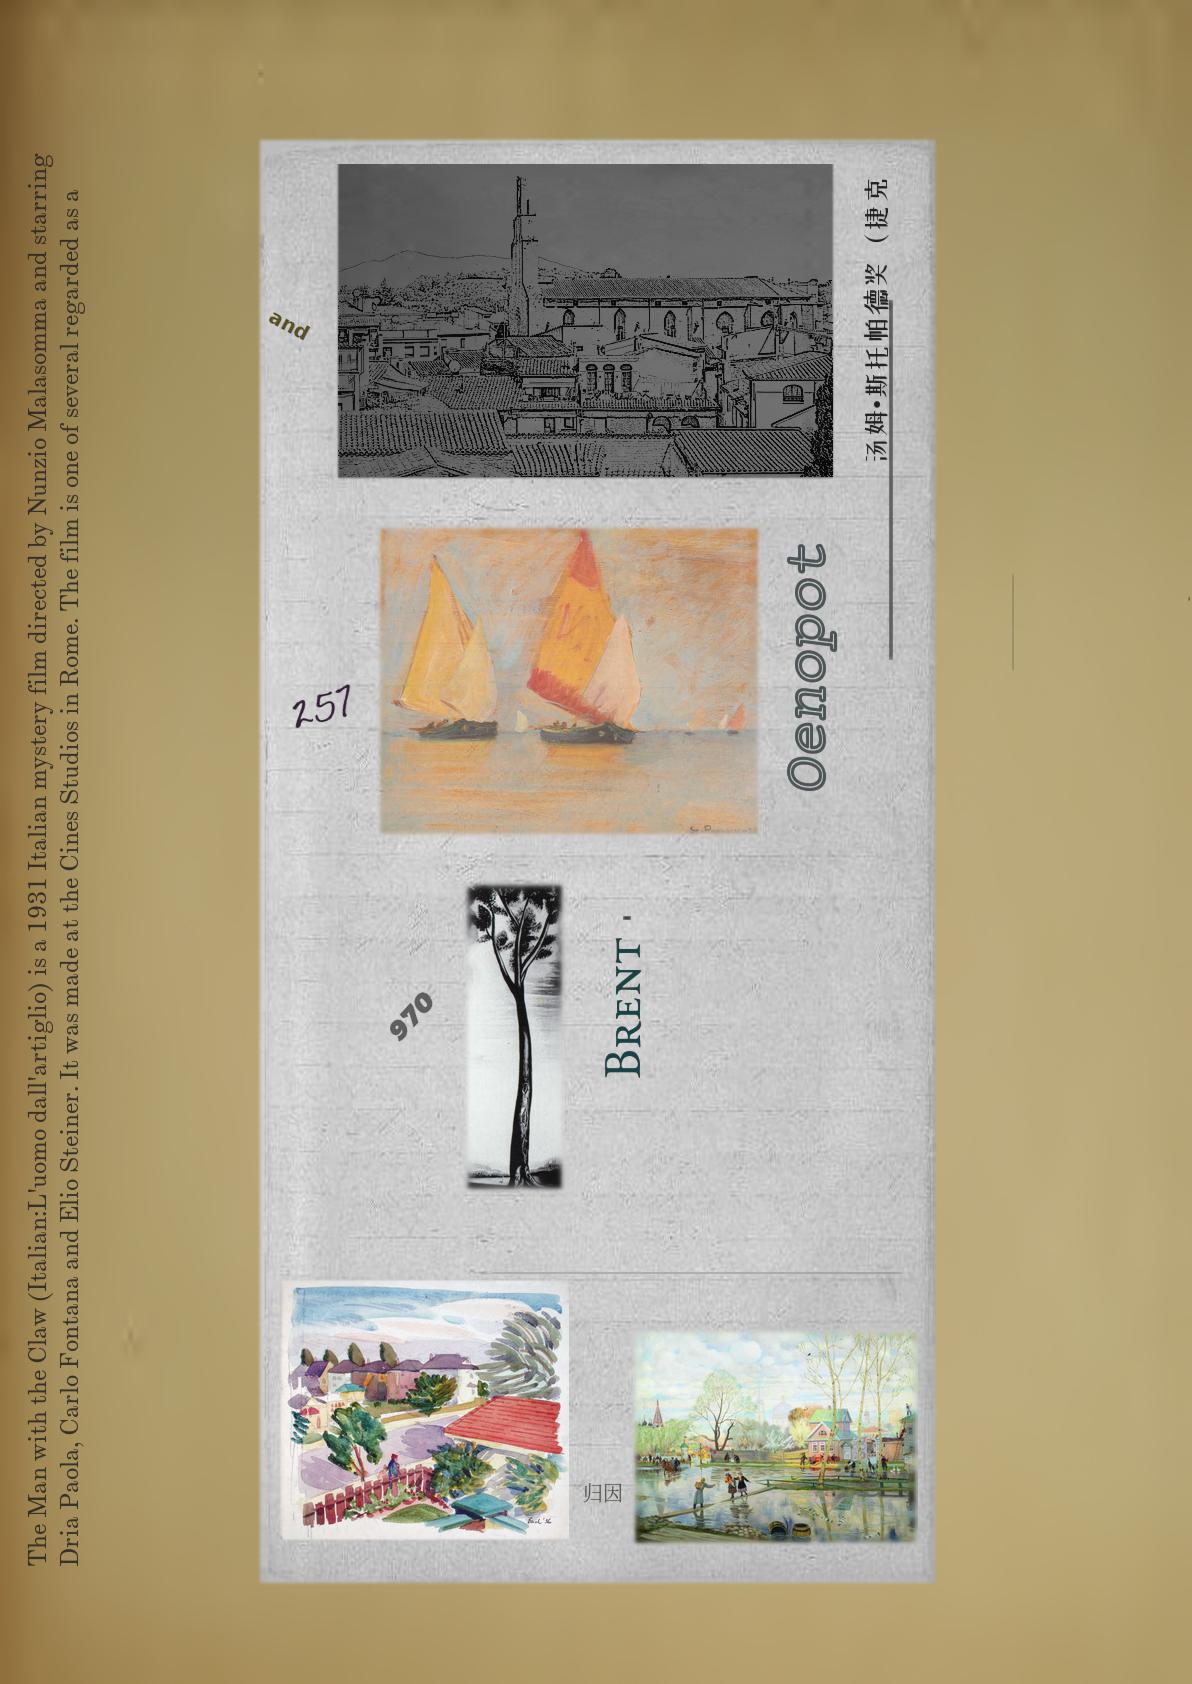 The Man with the Claw (Italian:L'uomo dall'artiglio) is a 1931 Italian mystery film directed by Nunzio Malasomma and starring
Dria Paola, Carlo Fontana and Elio Steiner. It was made at the Cines Studios in Rome. The film is one of several regarded as a
and
汤姆•斯托帕德奖（捷克
257
Oenopot
970
BRENT -
归因